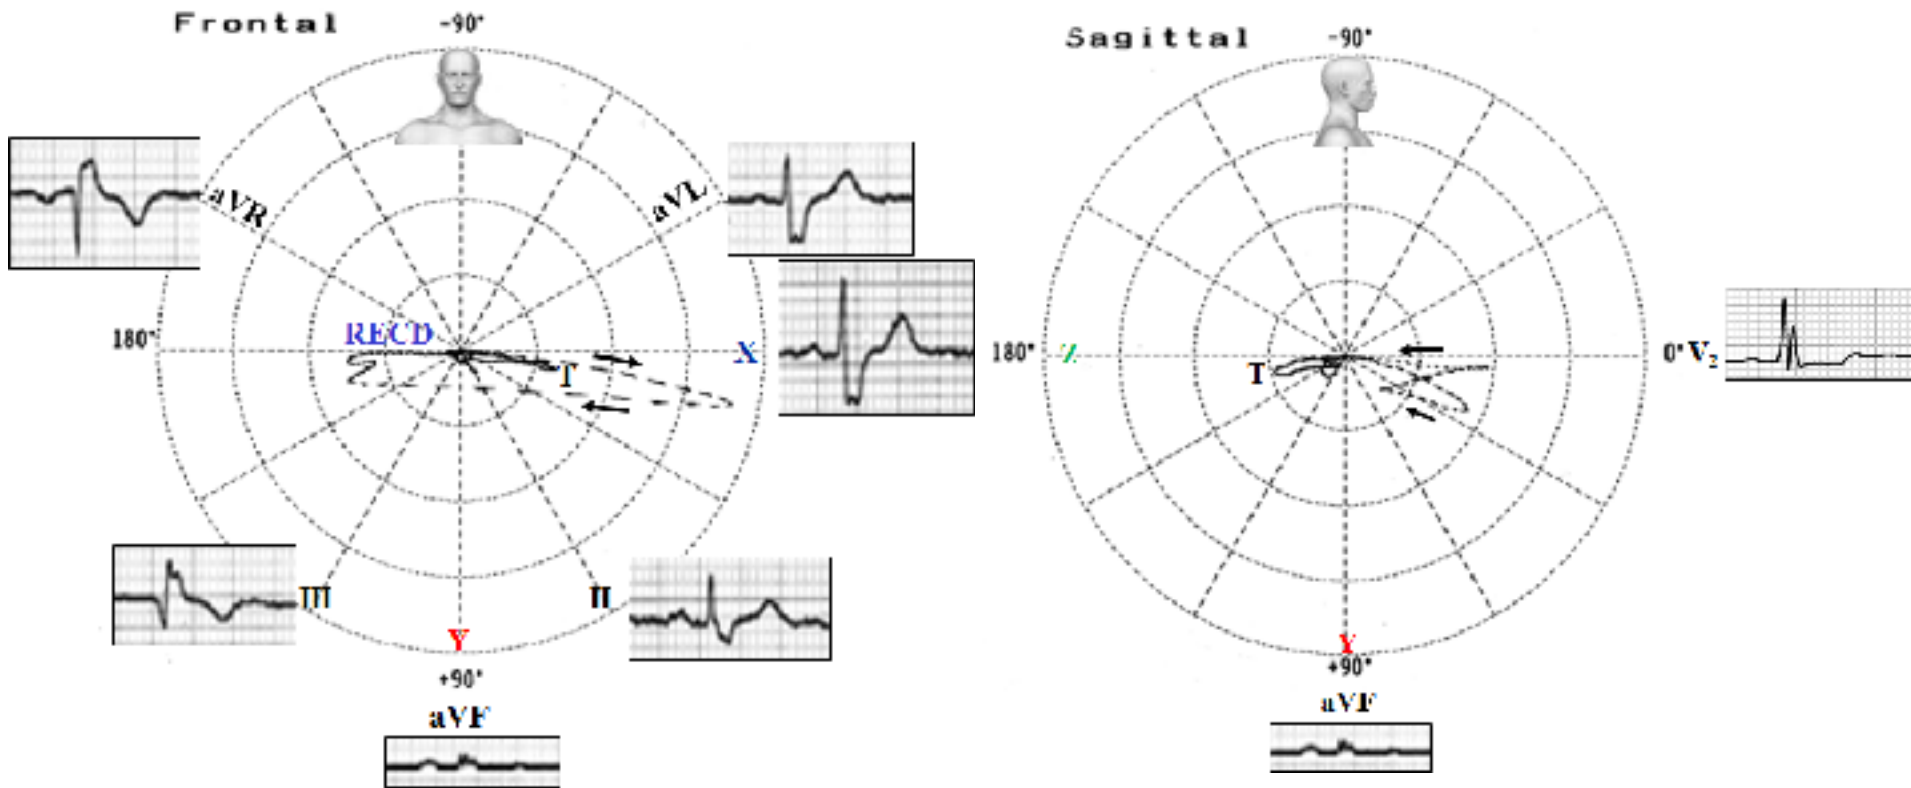 Frontal
-90°
aVR
aVL
180°
RECD
X
T
III
II
Y
+90°
aVF
Sagittal
-90°
180°
Z
0° V2
T
Y
+90°
aVF